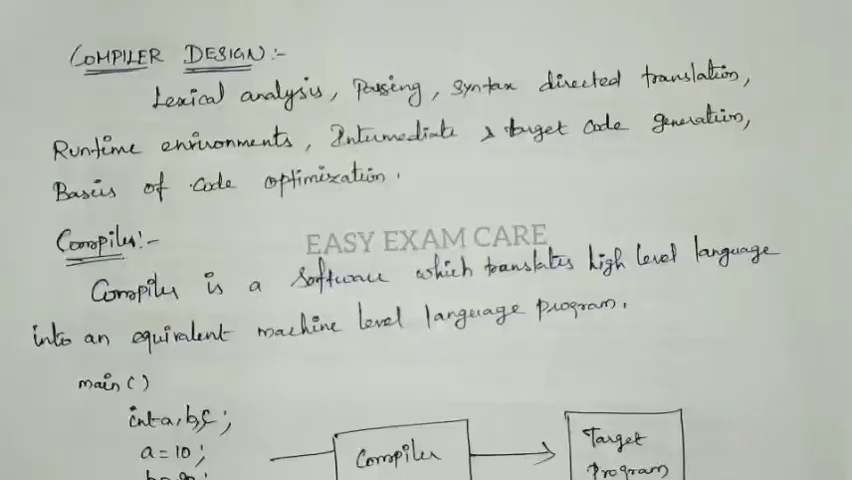 COMPILER DESIGN :-
Lexical analysis, Parsing, Syntax directed translation,
Runtime environments, Intermediate & target code generation,
Basics of code optimization.
Compiler:-
EASY EXAM CARE
Compiler is a software which translates high level language
into an equivalent machine level language program.
main()
int a, b, c;
a = 10;
Compiler
Target
Program